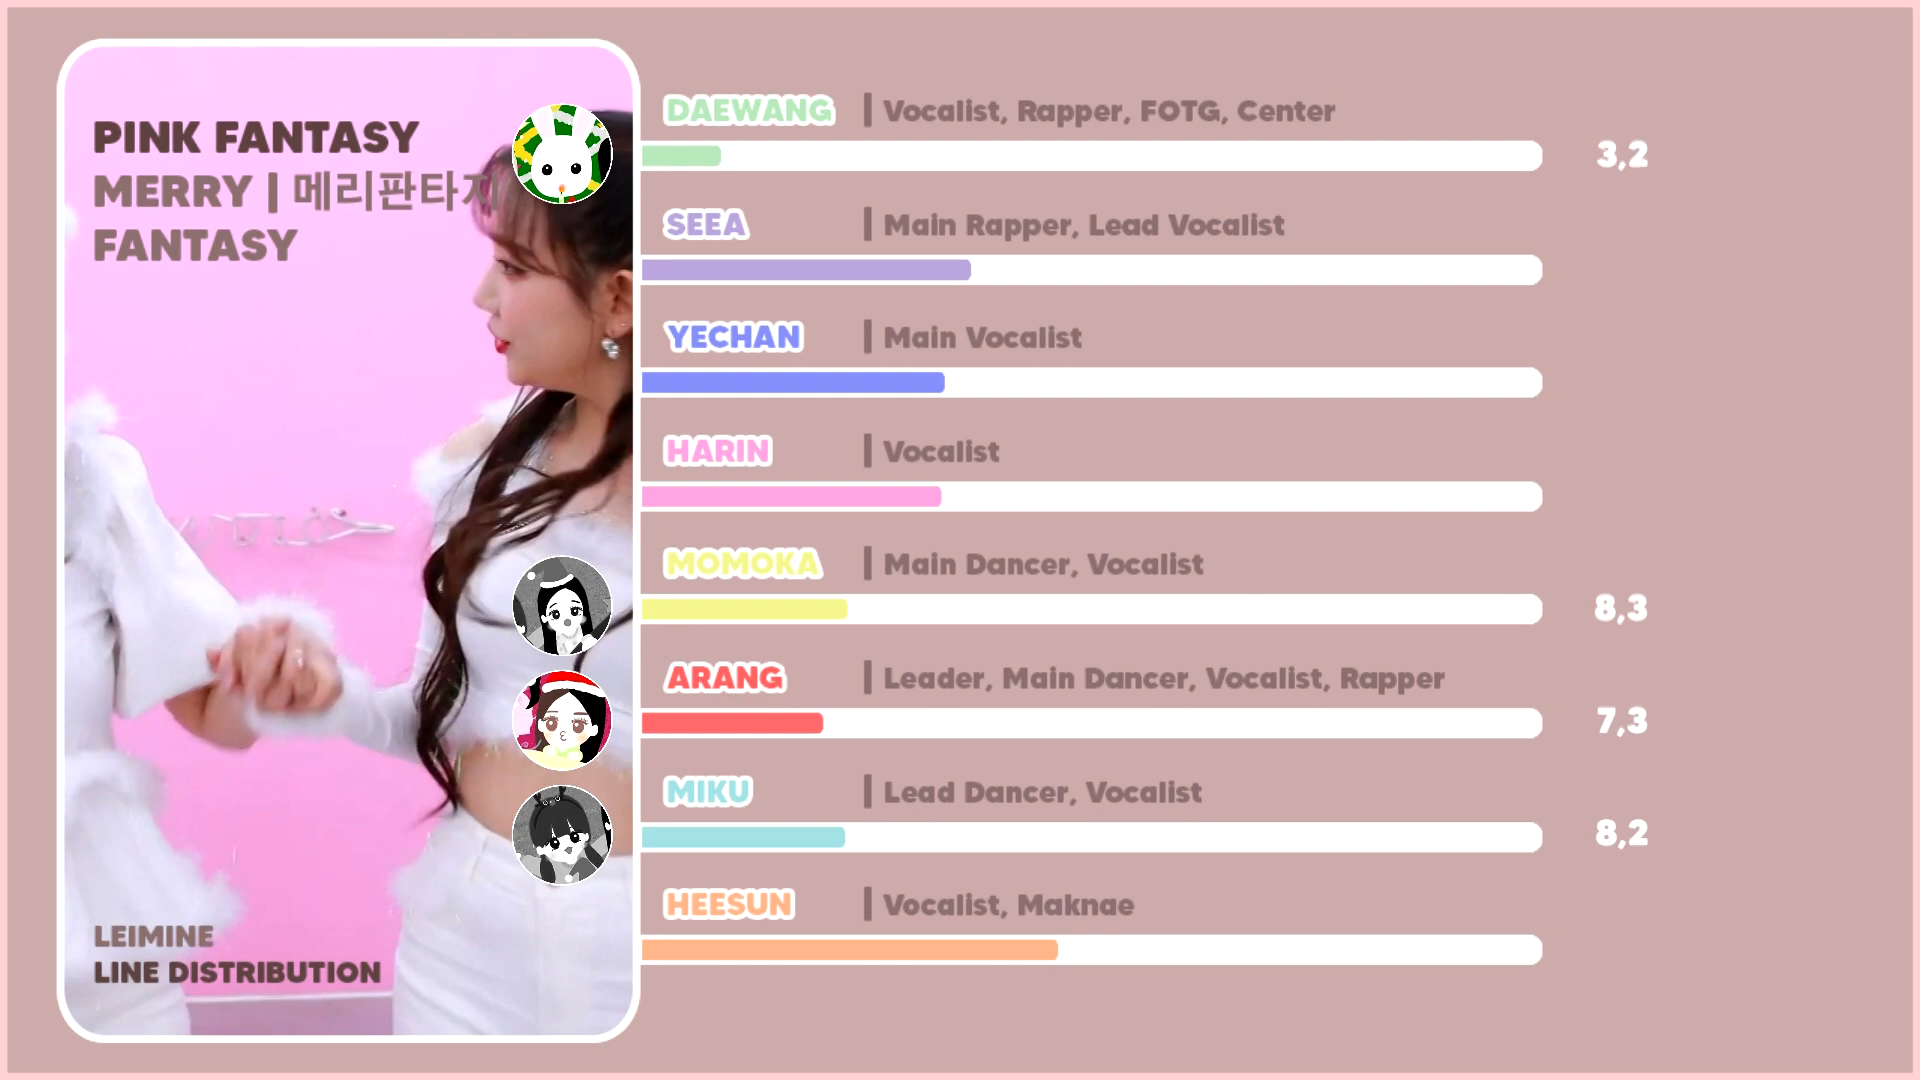 PINK FANTASY
MERRY | 메리판타지
FANTASY
DAEWANG | Vocalist, Rapper, FOTG, Center
3,2
SEEA | Main Rapper, Lead Vocalist
YECHAN | Main Vocalist
HARIN | Vocalist
MOMOKA | Main Dancer, Vocalist
8,3
ARANG | Leader, Main Dancer, Vocalist, Rapper
7,3
MIKU | Lead Dancer, Vocalist
8,2
HEESUN | Vocalist, Maknae
LEIMINE
LINE DISTRIBUTION